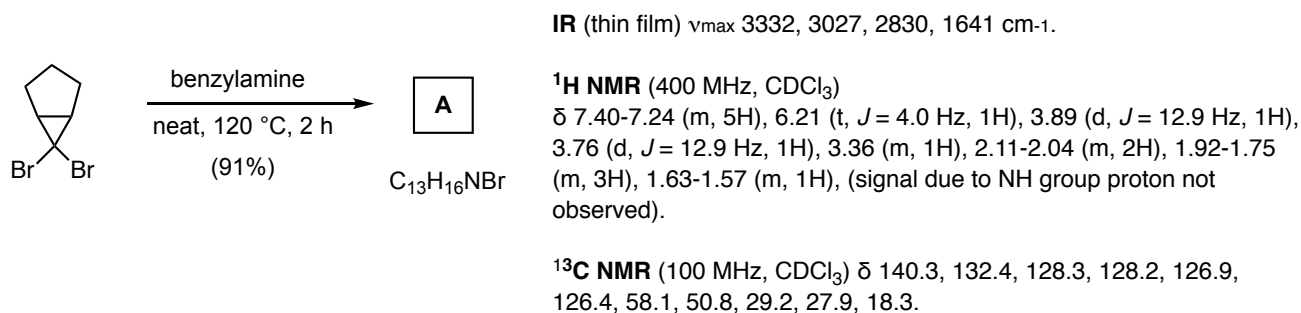 IR (thin film) νmax 3332, 3027, 2830, 1641 cm-1.
benzylamine
neat, 120 °C, 2 h
(91%)
Br Br
A
C13H16NBr
1H NMR (400 MHz, CDCl3)
δ 7.40-7.24 (m, 5H), 6.21 (t, J = 4.0 Hz, 1H), 3.89 (d, J = 12.9 Hz, 1H),
3.76 (d, J = 12.9 Hz, 1H), 3.36 (m, 1H), 2.11-2.04 (m, 2H), 1.92-1.75
(m, 3H), 1.63-1.57 (m, 1H), (signal due to NH group proton not
observed).
13C NMR (100 MHz, CDCl3) δ 140.3, 132.4, 128.3, 128.2, 126.9,
126.4, 58.1, 50.8, 29.2, 27.9, 18.3.